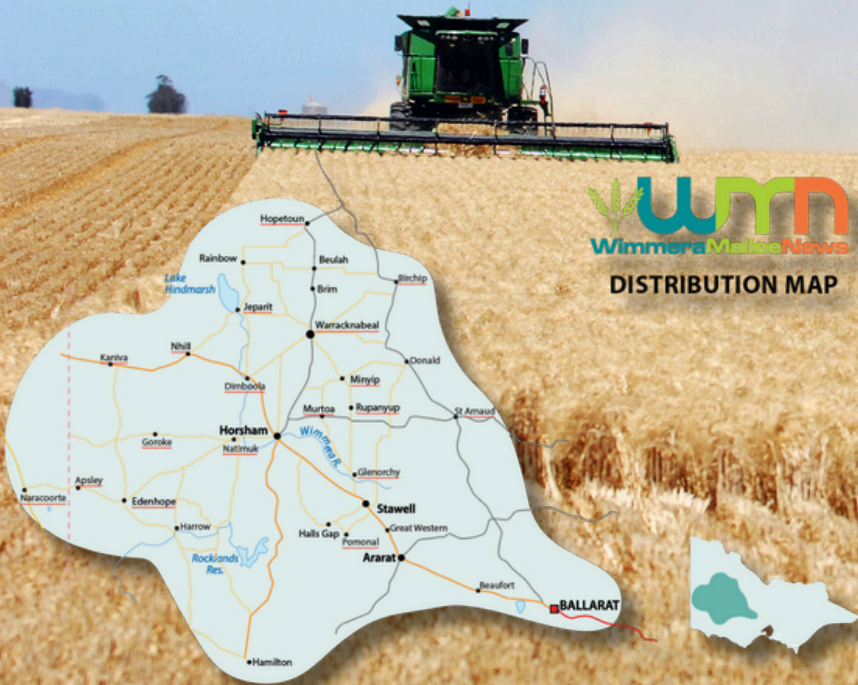 WMN
WimmeraMalleeNews
DISTRIBUTION MAP
Hopetoun
Rainbow
Beulah
Lake
Hindmarsh
Birchip
Brim
Jeparit
Warracknabeal
Nhill
Kaniva
Donald
Dimboola
Minyip
Murtoa
Rupanyup
St Arnaud
Horsham
Wimmera R.
Goroke
Natimuk
Glenorchy
Apsley
Naracoorte
Edenhope
Stawell
Harrow
Halls Gap
Great Western
Pomonal
Rocklands
Res.
Ararat
Beaufort
BALLARAT
Hamilton